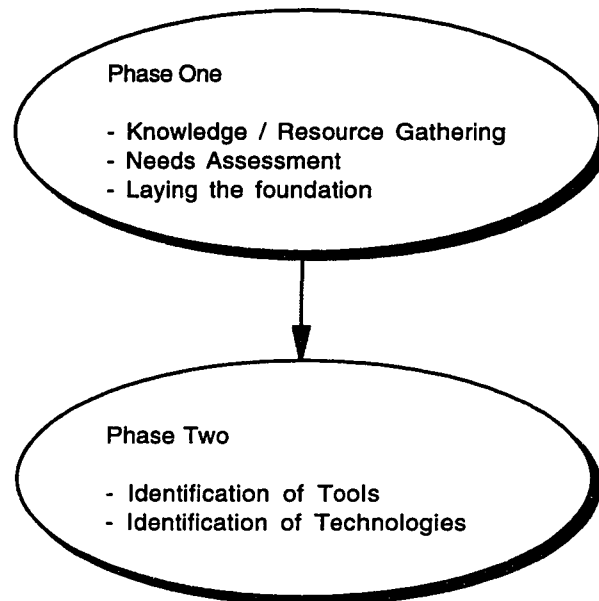 Phase One
- Knowledge / Resource Gathering
- Needs Assessment
- Laying the foundation
Phase Two
- Identification of Tools
- Identification of Technologies